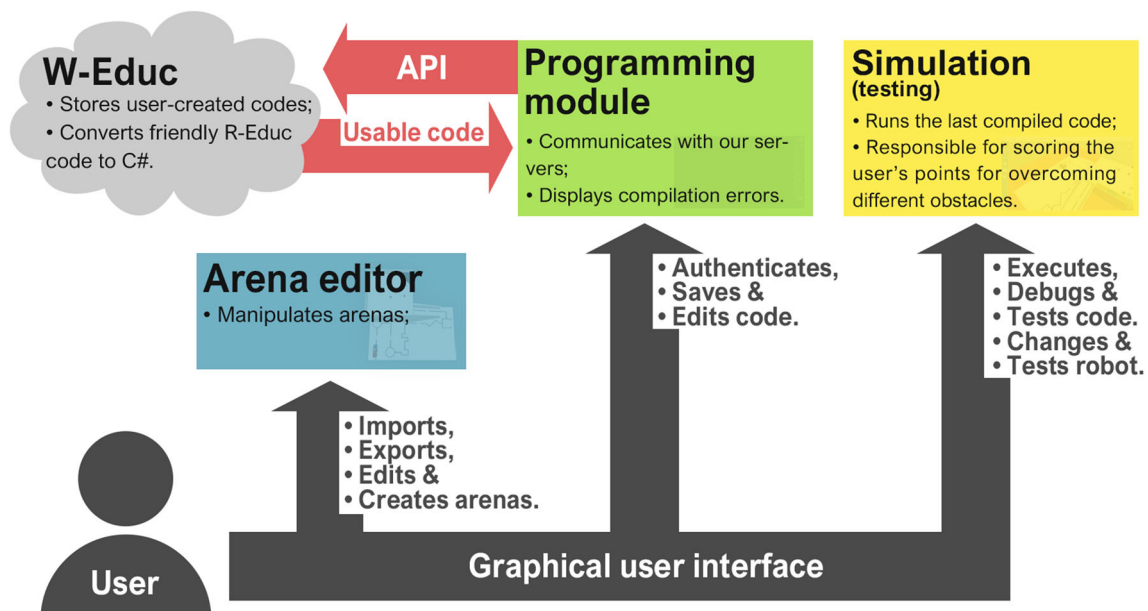 W-Educ
• Stores user-created codes;
• Converts friendly R-Educ
code to C#.
API
Usable code
Programming
module
• Communicates with our ser-
vers;
• Displays compilation errors.
Simulation
(testing)
• Runs the last compiled code;
• Responsible for scoring the
user's points for overcoming
different obstacles.
Arena editor
• Manipulates arenas;
• Authenticates,
• Saves &
• Edits code.
• Executes,
• Debugs &
• Tests code.
• Changes &
• Tests robot.
• Imports,
• Exports,
• Edits &
• Creates arenas.
Graphical user interface
User